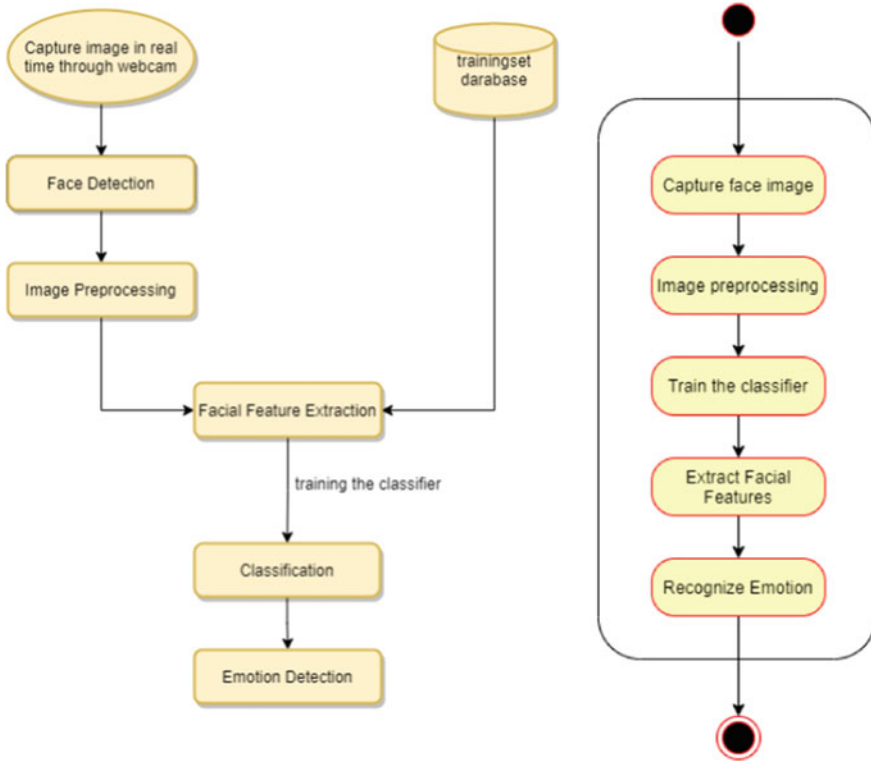 Capture image in real
time through webcam
trainingset
darabase
Face Detection
Image Preprocessing
Facial Feature Extraction
training the classifier
Classification
Emotion Detection
Capture face image
Image preprocessing
Train the classifier
Extract Facial
Features
Recognize Emotion